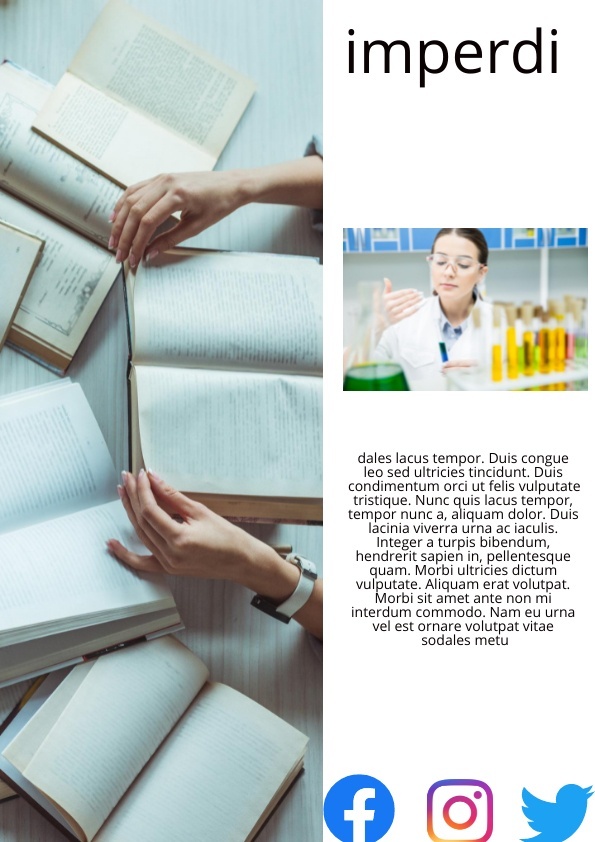 imperdi
dales lacus tempor. Duis congue
leo sed ultricies tincidunt. Duis
condimentum orci ut felis vulputate
tristique. Nunc quis lacus tempor,
tempor nunc a, aliquam dolor. Duis
lacinia viverra urna ac iaculis.
Integer a turpis bibendum,
hendrerit sapien in, pellentesque
quam. Morbi ultricies dictum
vulputate. Aliquam erat volutpat.
Morbi sit amet ante non mi
interdum commodo. Nam eu urna
vel est ornare volutpat vitae
sodales metu